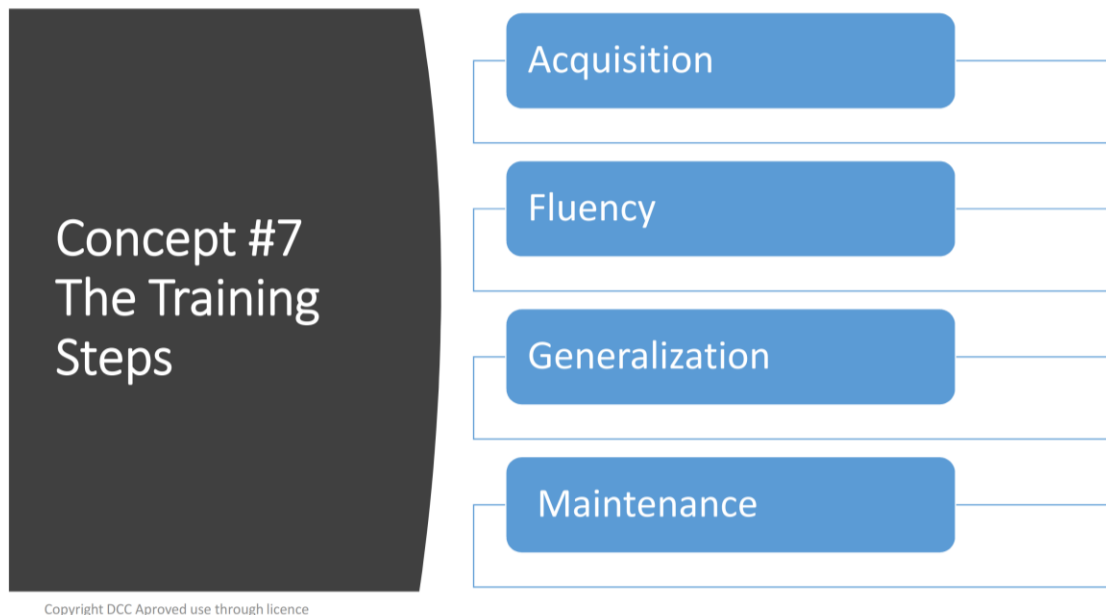 Concept #7
The Training
Steps
Acquisition
Fluency
Generalization
Maintenance
Copyright DCC Aproved use through licence